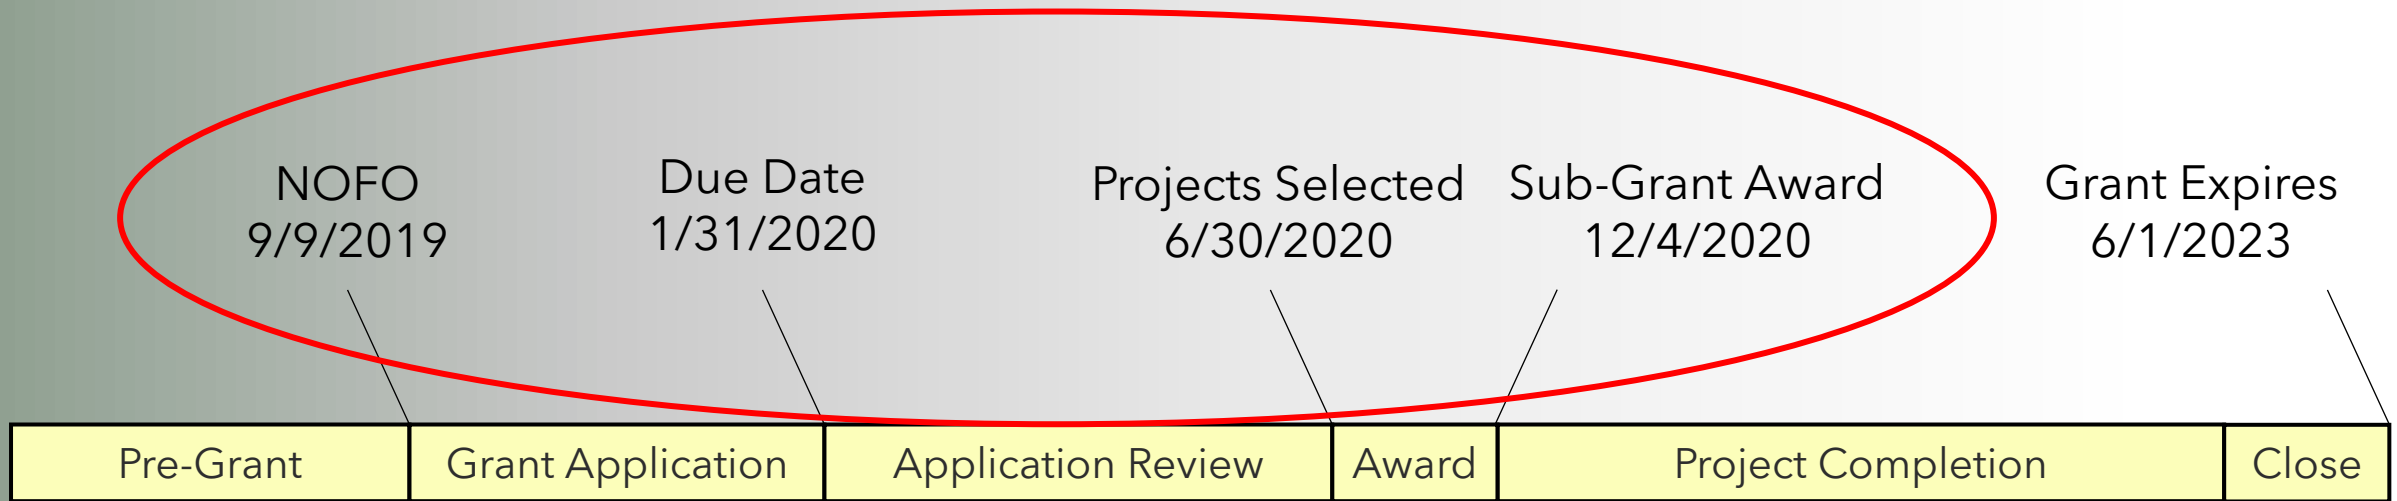 NOFO
9/9/2019
Due Date
1/31/2020
Projects Selected
6/30/2020
Sub-Grant Award
12/4/2020
Grant Expires
6/1/2023
Pre-Grant
Grant Application
Application Review
Award
Project Completion
Close